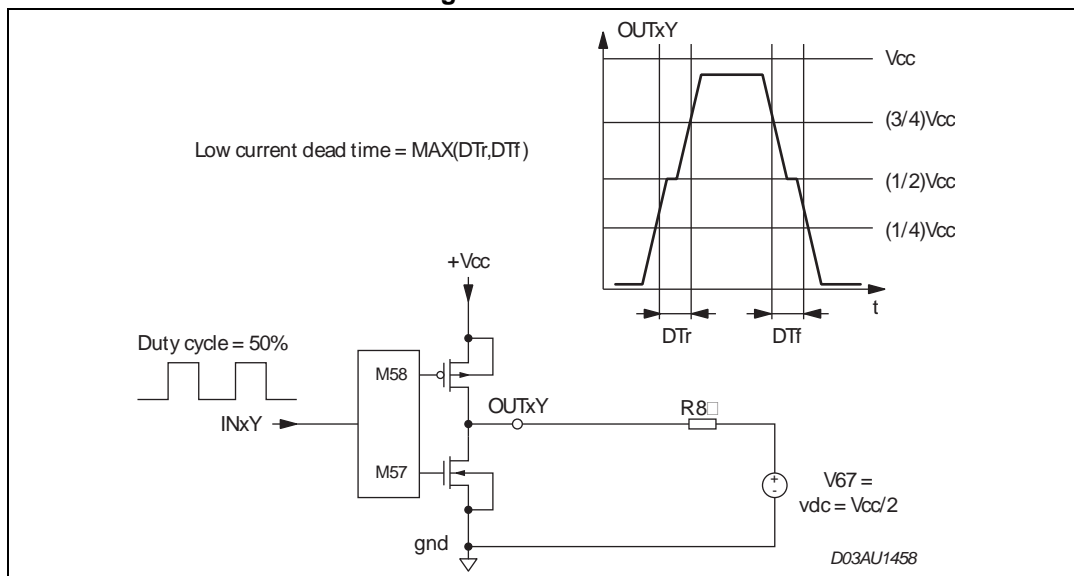 OUTxY
Vcc
(3/4)Vcc
Low current dead time = MAX(DTr,DTf)
(1/2)Vcc
(1/4)Vcc
+Vcc
t
DTr
DTf
Duty cycle = 50%
M58
OUTxY
R8□
INxY
M57
V67 =
vdc = Vcc/2
gnd
D03AU1458